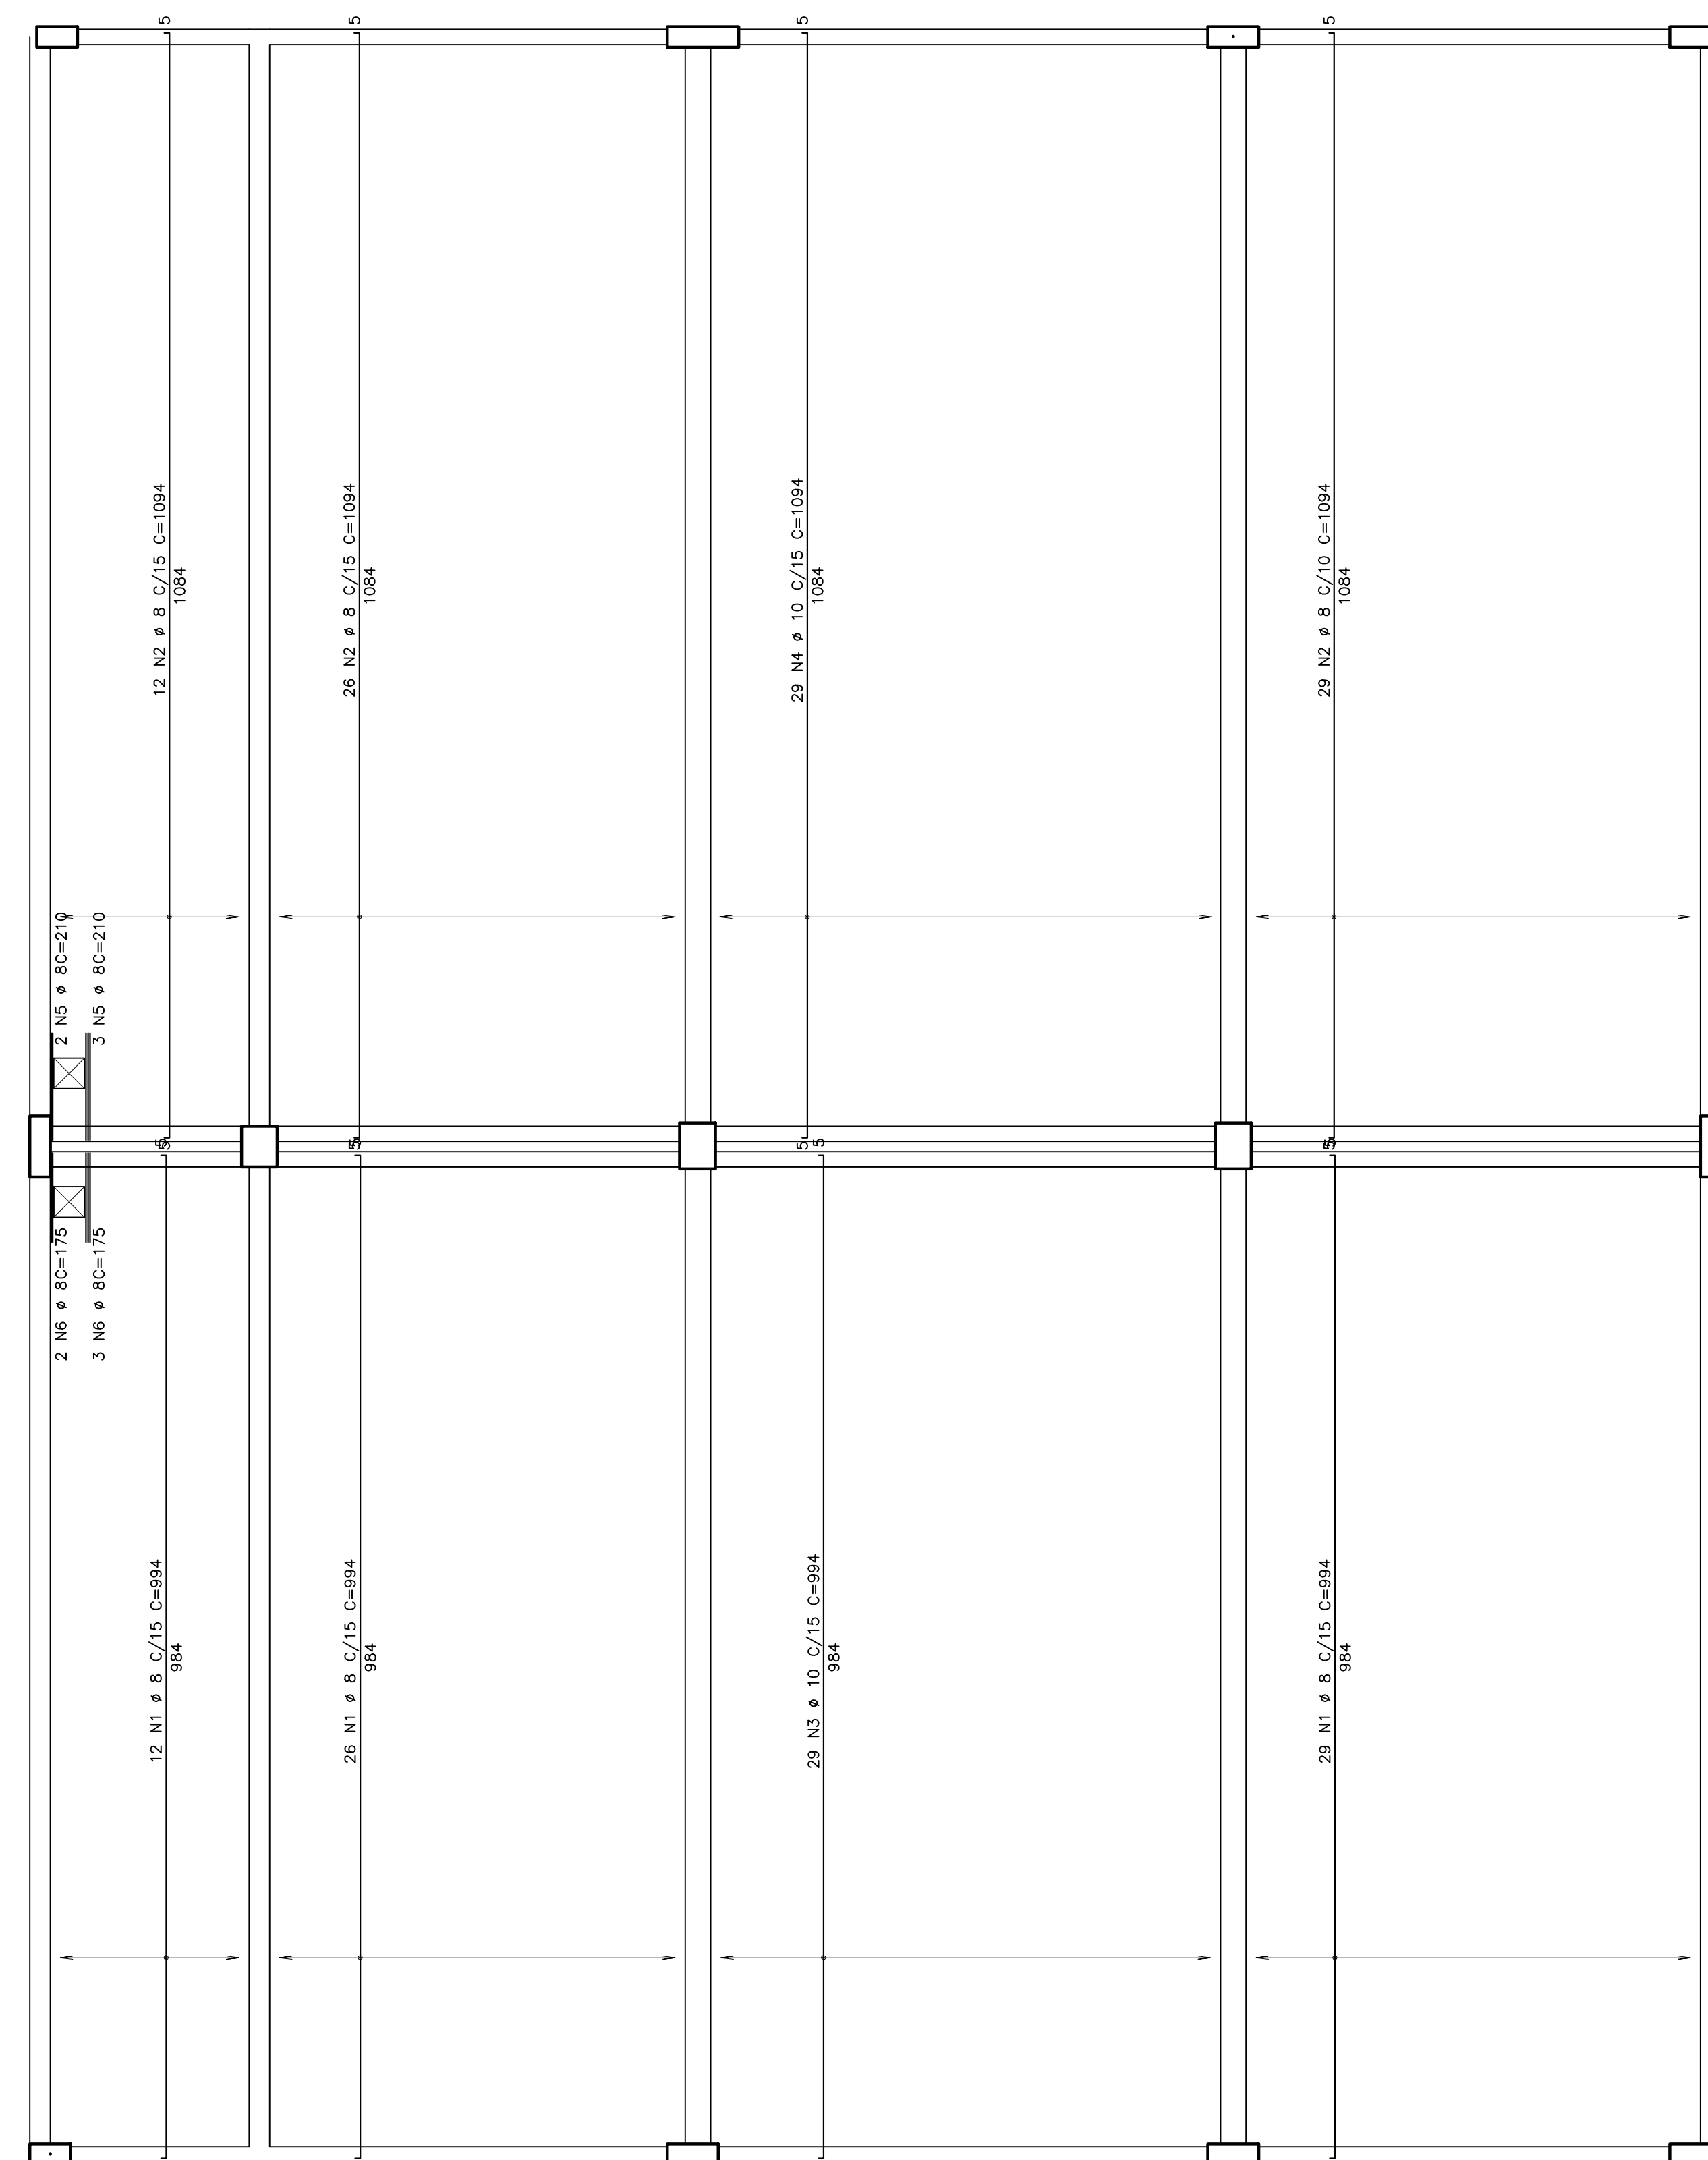 5
5
5
5
12 N2 ø 8 C/15 C=1094
1084
26 N2 ø 8 C/15 C=1094
1084
29 N4 ø 10 C/15 C=1094
1084
29 N2 ø 8 C/10 C=1094
1084
2 N5 ø 8C=210
3 N5 ø 8C=210
5
5
5
5
5
5
5
5
2 N6 ø 8C=175
3 N6 ø 8C=175
12 N1 ø 8 C/15 C=994
984
26 N1 ø 8 C/15 C=994
984
29 N3 ø 10 C/15 C=994
984
29 N1 ø 8 C/15 C=994
984